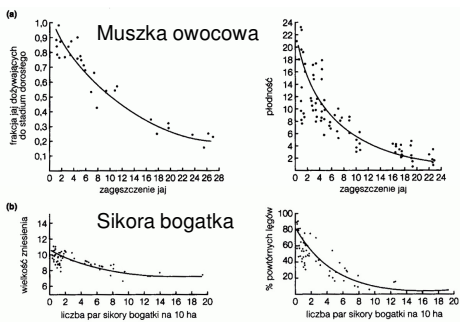 (a)
Muszka owocowa
frakcja jaj dożywających
do stadium dorosłego
1,0
0,9
0,8
0,7
0,6
0,5
0,4
0,3
0,2
0,1
0 2 4 6 8 10 12 14 16 18 20 22 24 26 28
zagęszczenie jaj
płodność
24
22
20
18
16
14
12
10
8
6
4
2
0 2 4 6 8 10 12 14 16 18 20 22 24
zagęszczenie jaj
(b)
Sikora bogatka
wielkość zniesienia
14
12
10
8
6
0 2 4 6 8 10 12 14 16 18 20
liczba par sikory bogatki na 10 ha
% powtórnych lęgów
100
80
60
40
20
0 2 4 6 8 10 12 14 16 18 20
liczba par sikory bogatki na 10 ha